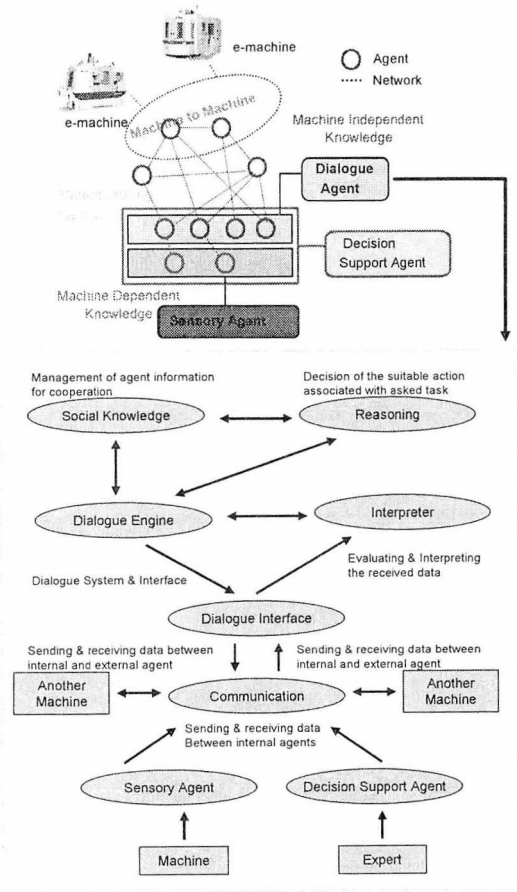 e-machine
Agent
Network
e-machine
Machine to Machine
Machine Independent
Knowledge
Dialogue
Agent
Decision
Support Agent
Machine Dependent
Knowledge
Sensory Agent
Management of agent information
for cooperation
Decision of the suitable action
associated with asked task
Social Knowledge
Reasoning
Dialogue Engine
Interpreter
Dialogue System & Interface
Evaluating & Interpreting
the received data
Dialogue Interface
Sending & receiving data between
internal and external agent
Sending & receiving data between
internal and external agent
Another
Machine
Communication
Another
Machine
Sending & receiving data
Between internal agents
Sensory Agent
Decision Support Agent
Machine
Expert